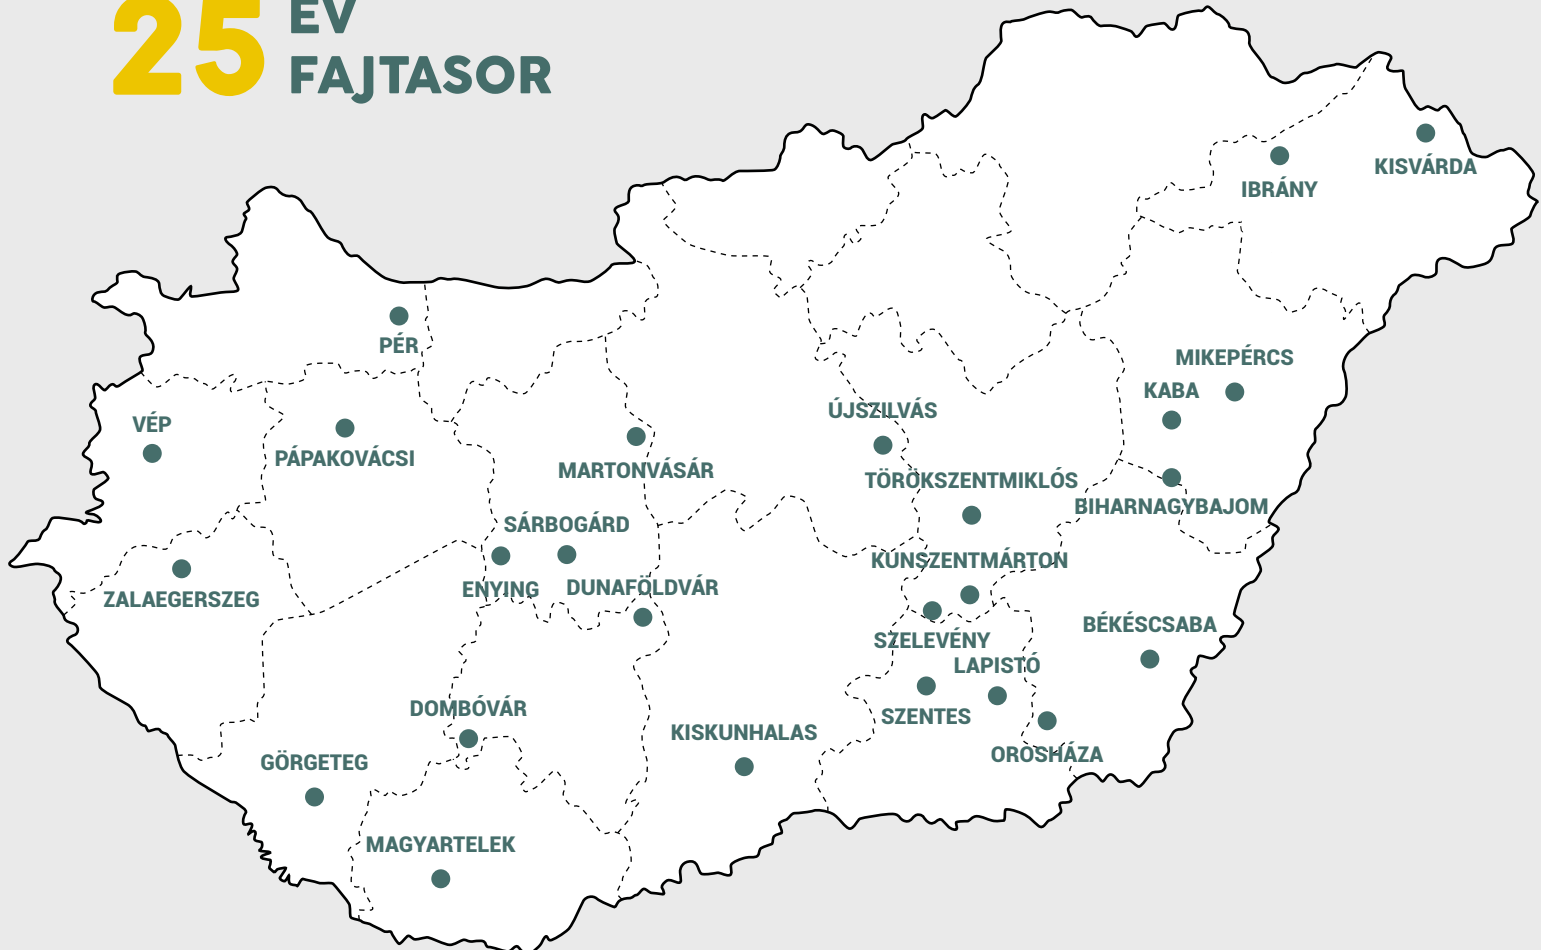 25 ÉV
FAJTASOR
KISVÁRDA
IBRÁNY
PÉR
MIKEPÉRCS
KABA
ÚJSZILVÁS
VÉP
PÁPAKOVÁCSI
MARTONVÁSÁR
TÖRÖKSZENTMIKLÓS
BIHARNAGYBAJOM
SÁRBOGÁRD
KUNSZENTMÁRTON
ENYING
DUNAFÖLDVÁR
ZALAEGERSZEG
BÉKÉSCSABA
SZELEVÉNY
LAPISTÓ
DOMBÓVÁR
SZENTES
KISKUNHALAS
OROSHÁZA
GÖRGETEG
MAGYARTELEK